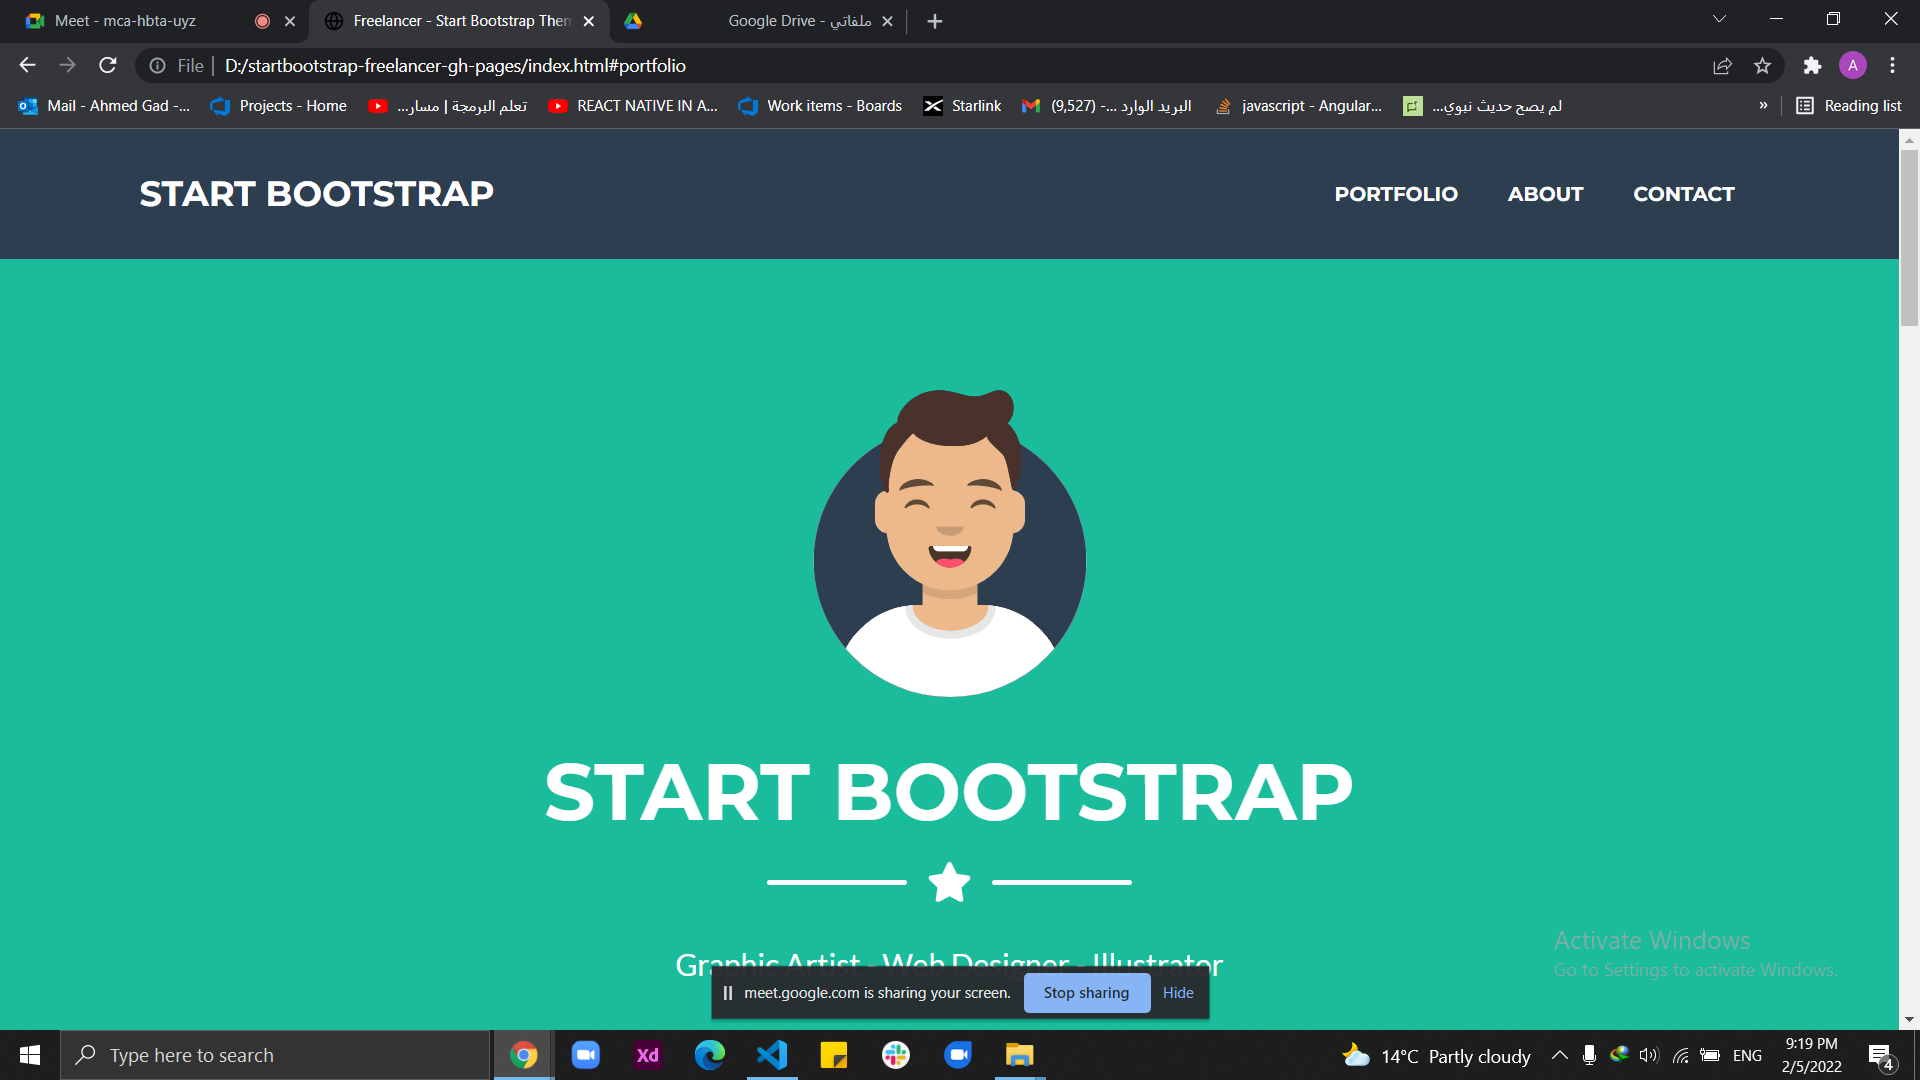 Meet - mca-hbta-uyz
Freelancer - Start Bootstrap Then
Google Drive - ملفاتي
File
D:/startbootstrap-freelancer-gh-pages/index.html#portfolio
A
Mail - Ahmed Gad -...
Projects - Home
تعلم البرمجة | مسار...
REACT NATIVE IN A...
Work items - Boards
Starlink
البريد الوارد ...- (9,527)
javascript - Angular...
لم يصح حديث نبوي...
»
Reading list
START BOOTSTRAP
PORTFOLIO
ABOUT
CONTACT
START BOOTSTRAP
Graphic Artist - Web Designer - Illustrator
Activate Windows
Go to Settings to activate Windows.
meet.google.com is sharing your screen.
Stop sharing
Hide
Type here to search
Xd
14°C Partly cloudy
ENG
9:19 PM
2/5/2022
4